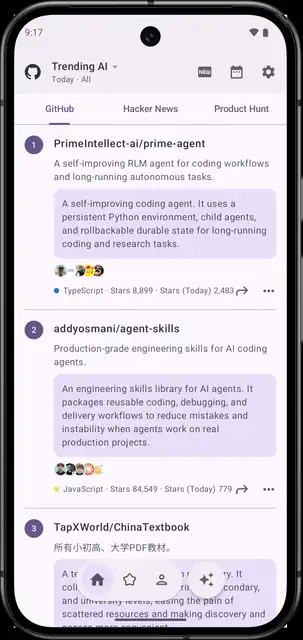 9:17
Trending AI
Today · All
NEW
GitHub
Hacker News
Product Hunt
1
PrimeIntellect-ai/prime-agent
A self-improving RLM agent for coding workflows
and long-running autonomous tasks.
A self-improving coding agent. It uses a
persistent Python environment, child agents,
and rollbackable durable state for long-running
coding and research tasks.
TypeScript · Stars 8,899 · Stars (Today) 2,483
2
addyosmani/agent-skills
Production-grade engineering skills for AI coding
agents.
An engineering skills library for AI agents. It
packages reusable coding, debugging, and
delivery workflows to reduce mistakes and
instability when agents work on real
production projects.
JavaScript · Stars 84,549 · Stars (Today) 779
3
TapXWorld/ChinaTextbook
所有小初高、大学PDF教材。
and university levels, easing the pain of
scattered resources and making discovery and